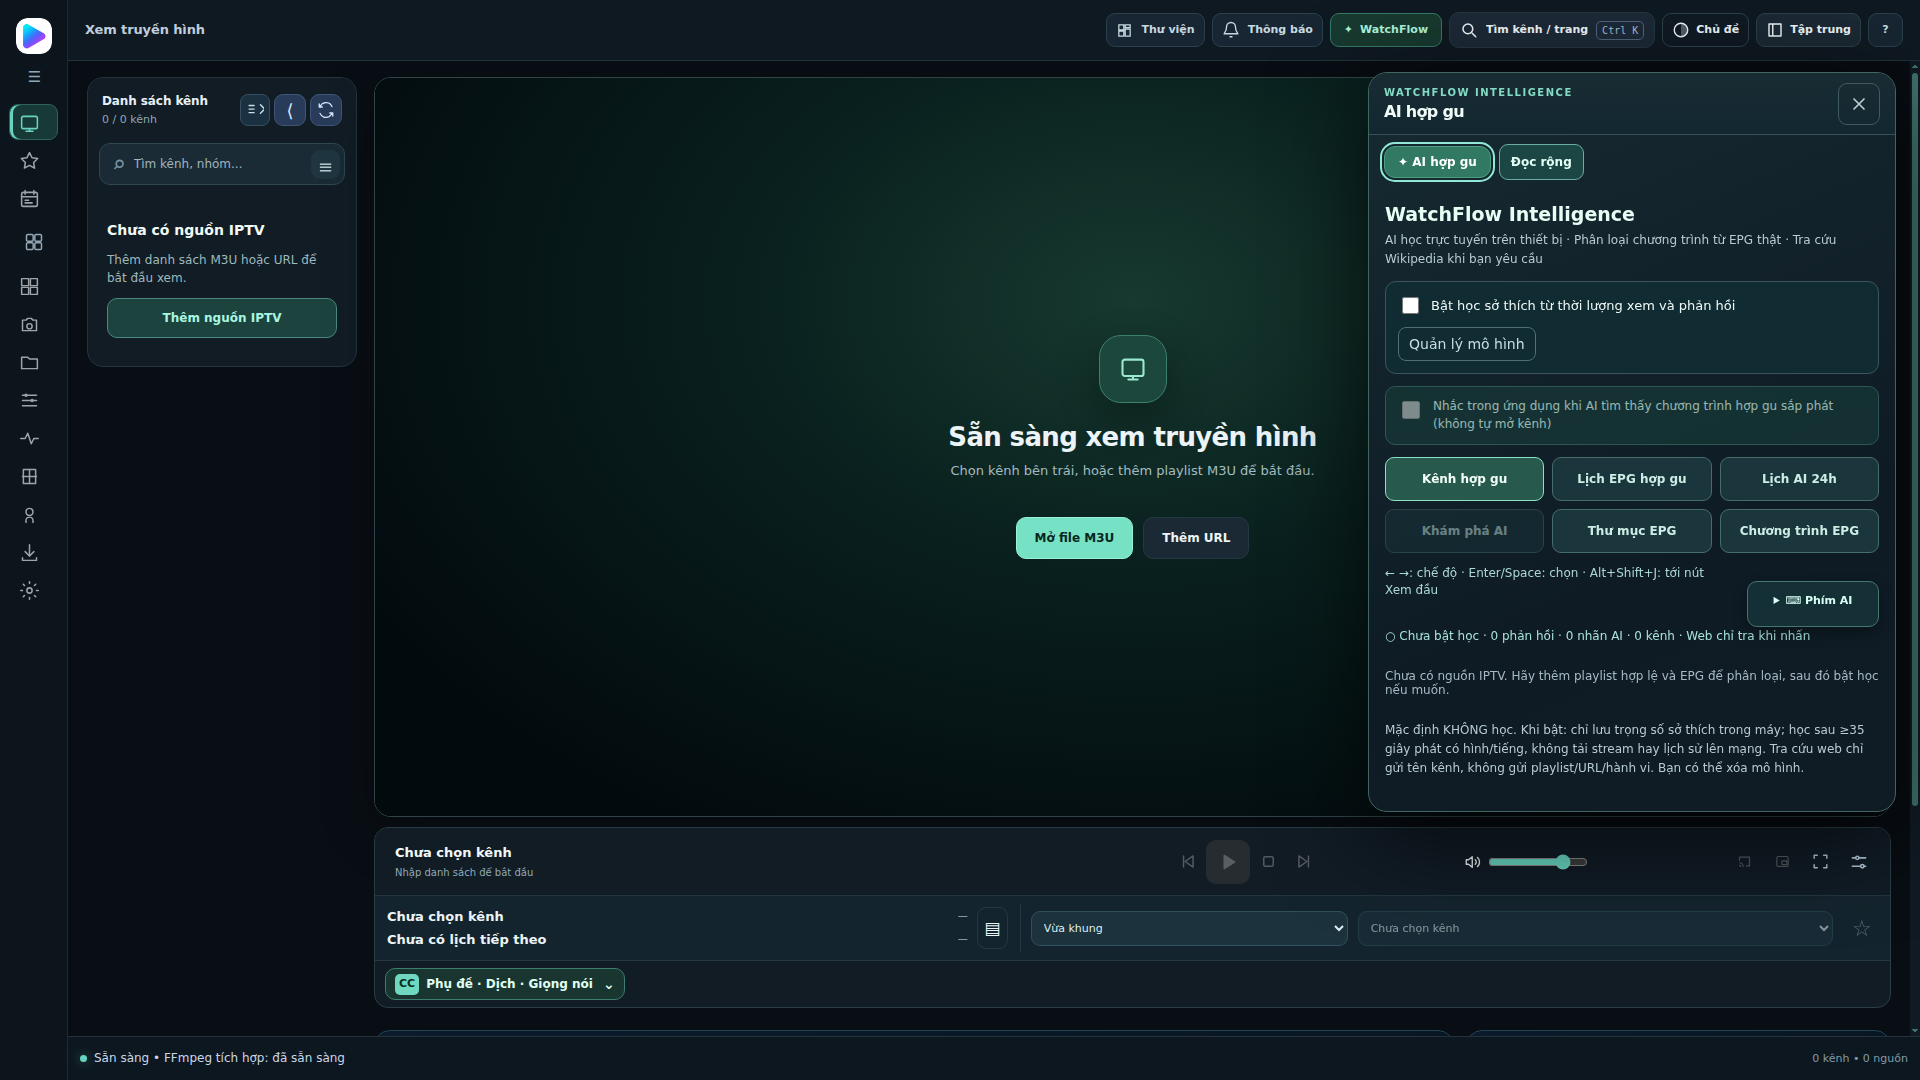 Xem truyền hình
Thư viện
Thông báo
✦ WatchFlow
Tìm kênh / trang Ctrl K
Chủ đề
Tập trung
?
Danh sách kênh
0 / 0 kênh
Tìm kênh, nhóm...
Chưa có nguồn IPTV
Thêm danh sách M3U hoặc URL để
bắt đầu xem.
Thêm nguồn IPTV
Sẵn sàng xem truyền hình
Chọn kênh bên trái, hoặc thêm playlist M3U để bắt đầu.
Mở file M3U
Thêm URL
WATCHFLOW INTELLIGENCE
AI hợp gu
✦ AI hợp gu
Đọc rộng
WatchFlow Intelligence
AI học trực tuyến trên thiết bị · Phân loại chương trình từ EPG thật · Tra cứu
Wikipedia khi bạn yêu cầu
Bật học sở thích từ thời lượng xem và phản hồi
Quản lý mô hình
Nhắc trong ứng dụng khi AI tìm thấy chương trình hợp gu sắp phát
(không tự mở kênh)
Kênh hợp gu
Lịch EPG hợp gu
Lịch AI 24h
Khám phá AI
Thư mục EPG
Chương trình EPG
← →: chế độ · Enter/Space: chọn · Alt+Shift+J: tới nút
Xem đầu
▶ ⌨ Phím AI
○ Chưa bật học · 0 phản hồi · 0 nhãn AI · 0 kênh · Web chỉ tra khi nhấn
Chưa có nguồn IPTV. Hãy thêm playlist hợp lệ và EPG để phân loại, sau đó bật học
nếu muốn.
Mặc định KHÔNG học. Khi bật: chỉ lưu trọng số sở thích trong máy; học sau ≥35
giây phát có hình/tiếng, không tải stream hay lịch sử lên mạng. Tra cứu web chỉ
gửi tên kênh, không gửi playlist/URL/hành vi. Bạn có thể xóa mô hình.
Chưa chọn kênh
Nhập danh sách để bắt đầu
Chưa chọn kênh —
Chưa có lịch tiếp theo —
Vừa khung
Chưa chọn kênh
CC Phụ đề · Dịch · Giọng nói
Sẵn sàng • FFmpeg tích hợp: đã sẵn sàng
0 kênh • 0 nguồn